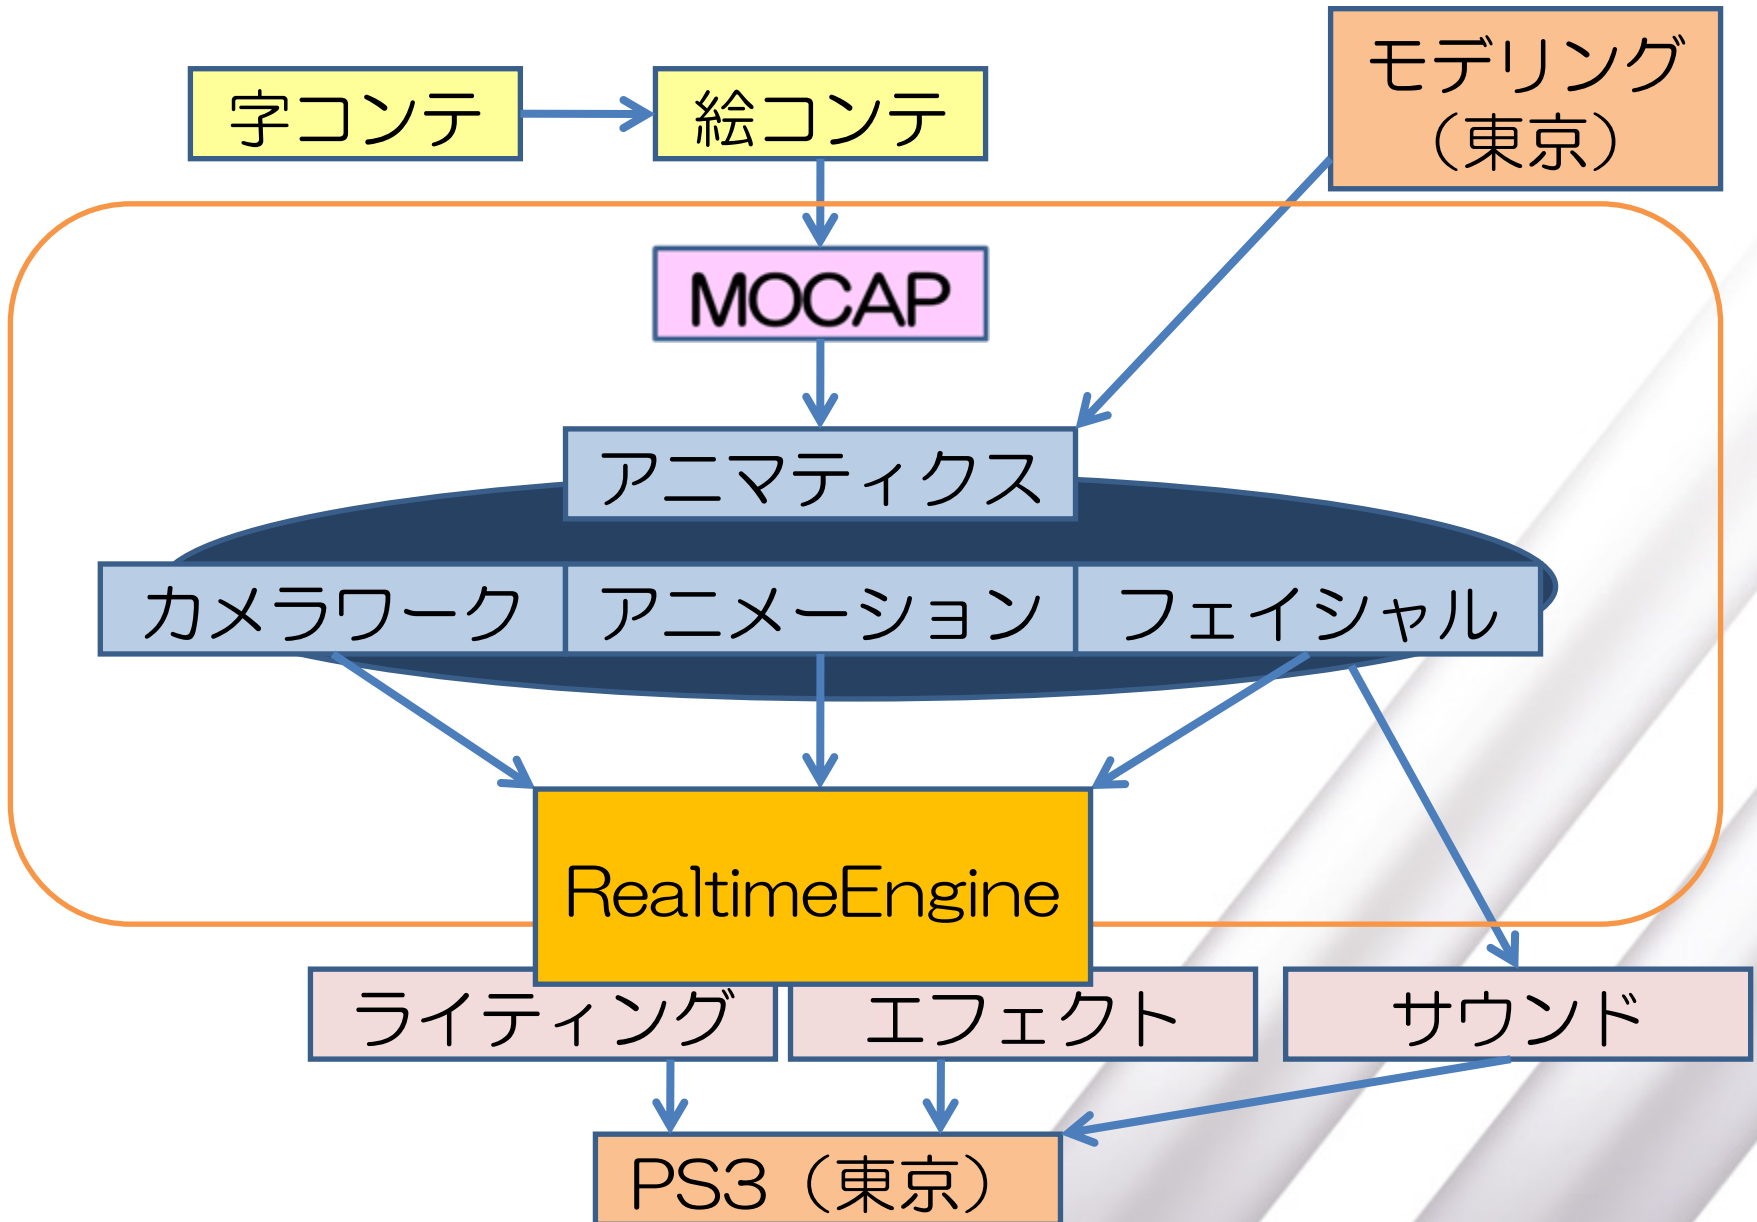 字コンテ
絵コンテ
モデリング
（東京）
MOCAP
アニマティクス
カメラワーク
アニメーション
フェイシャル
RealtimeEngine
ライティング
エフェクト
サウンド
PS3（東京）